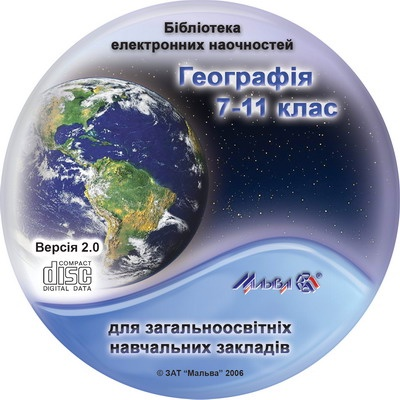 Бібліотека
електронних наочностей
Географія
7-11 клас
Версія 2.0
COMPACT
disc
DIGITAL DATA
Мальва ®
для загальноосвітніх
навчальних закладів
© ЗАТ “Мальва” 2006